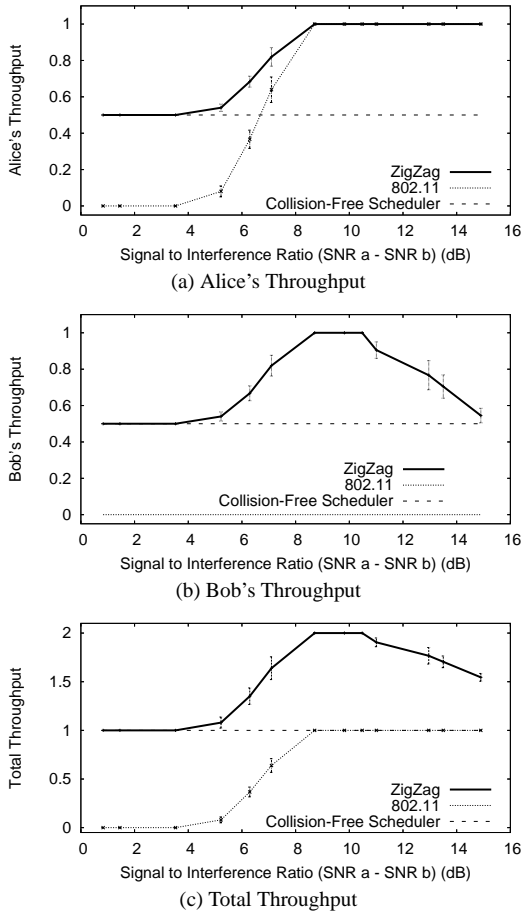 1
0.8
0.6
0.4
0.2
0
Alice's Throughput
ZigZag
802.11
Collision-Free Scheduler
0 2 4 6 8 10 12 14 16
Signal to Interference Ratio (SNR a - SNR b) (dB)
(a) Alice's Throughput
1
0.8
0.6
0.4
0.2
0
Bob's Throughput
ZigZag
802.11
Collision-Free Scheduler
0 2 4 6 8 10 12 14 16
Signal to Interference Ratio (SNR a - SNR b) (dB)
(b) Bob's Throughput
2
1.5
1
0.5
0
Total Throughput
ZigZag
802.11
Collision-Free Scheduler
0 2 4 6 8 10 12 14 16
Signal to Interference Ratio (SNR a - SNR b) (dB)
(c) Total Throughput